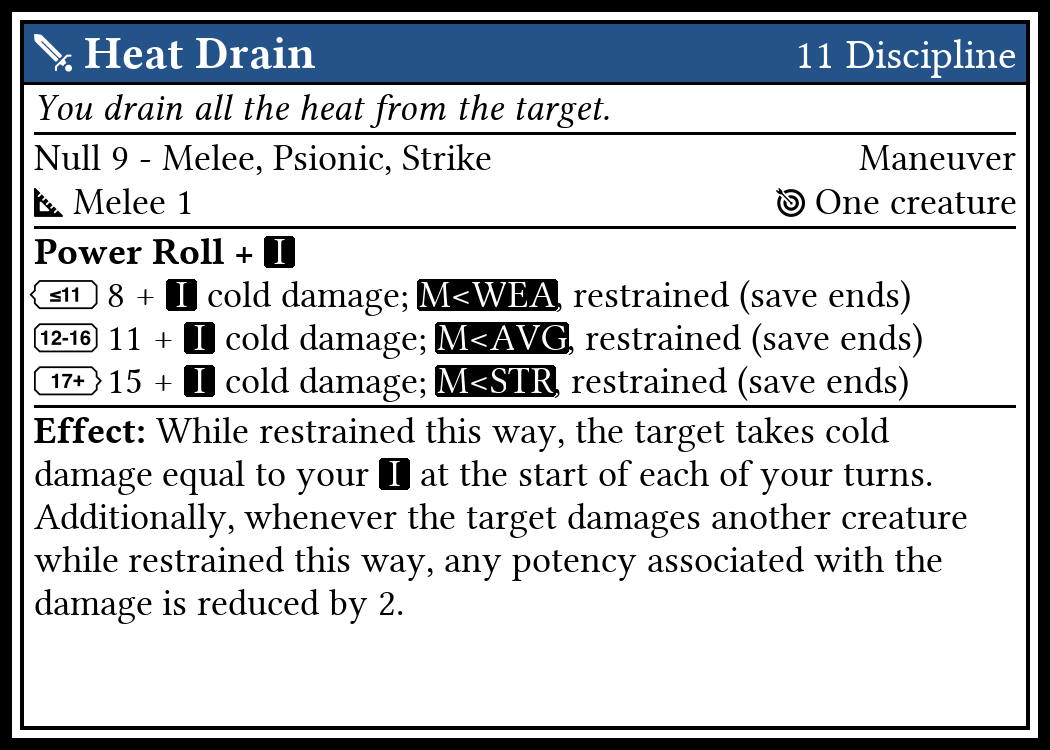 Heat Drain 11 Discipline
You drain all the heat from the target.
Null 9 - Melee, Psionic, Strike Maneuver
Melee 1 One creature
Power Roll + I
≤11 8 + I cold damage; M<WEA, restrained (save ends)
12-16 11 + I cold damage; M<AVG, restrained (save ends)
17+ 15 + I cold damage; M<STR, restrained (save ends)
Effect: While restrained this way, the target takes cold
damage equal to your I at the start of each of your turns.
Additionally, whenever the target damages another creature
while restrained this way, any potency associated with the
damage is reduced by 2.